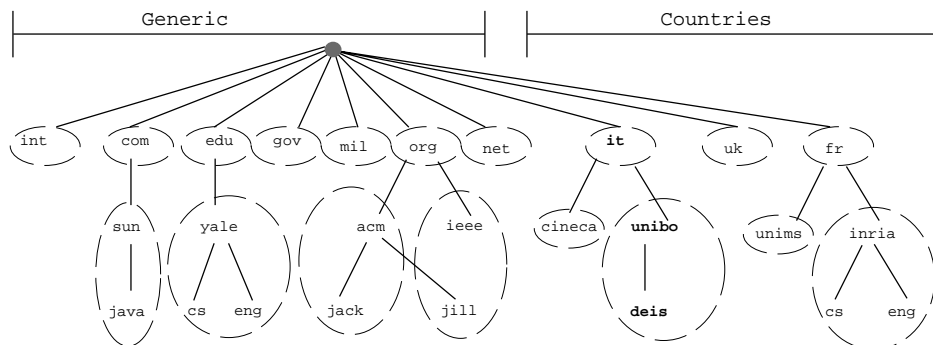 Generic Countries
int com edu gov mil org net it uk fr
sun yale acm ieee cineca unibo unims inria
java cs eng jack jill deis cs eng